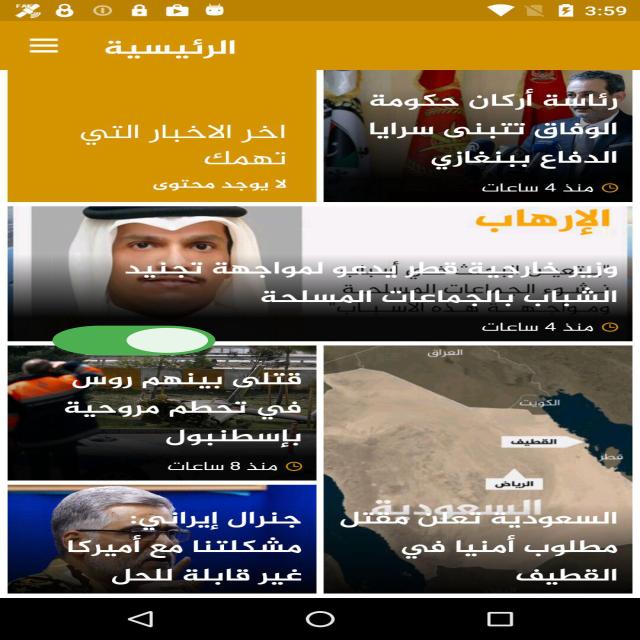 3:59
الرئيسية
رئاسة أركان حكومة
الوفاق تتبنى سرايا
الدفاع ببنغازي
منذ 4 ساعات
اخر الاخبار التي
تهمك
لا يوجد محتوى
الإرهاب
وزير خارجية قطر يدعو لمواجهة تجنيد
الشباب بالجماعات المسلحة
منذ 4 ساعات
قتلى بينهم روس
في تحطم مروحية
بإسطنبول
منذ 8 ساعات
العراق
الكويت
القطيف
قطر
الرياض
السعودية
السعودية تعلن مقتل
مطلوب أمنيا في
القطيف
جنرال إيراني:
مشكلتنا مع أميركا
غير قابلة للحل